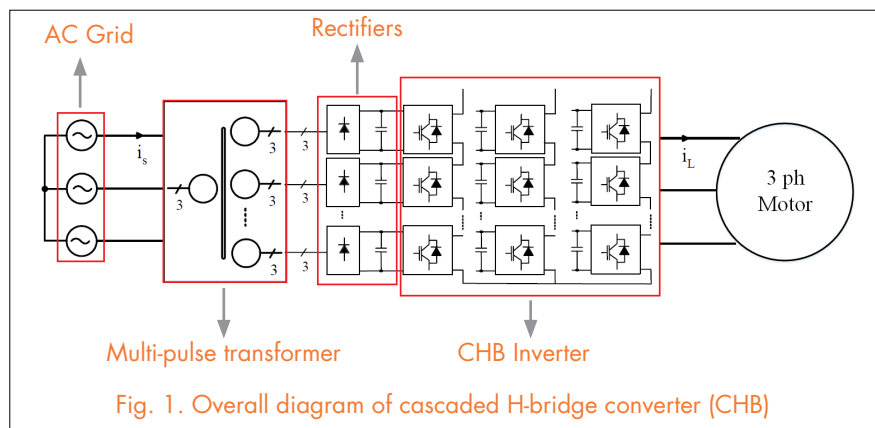 AC Grid
Rectifiers
i_s
3
3
3
3
3
3
3
i_L
3 ph
Motor
Multi-pulse transformer
CHB Inverter
Fig. 1. Overall diagram of cascaded H-bridge converter (CHB)